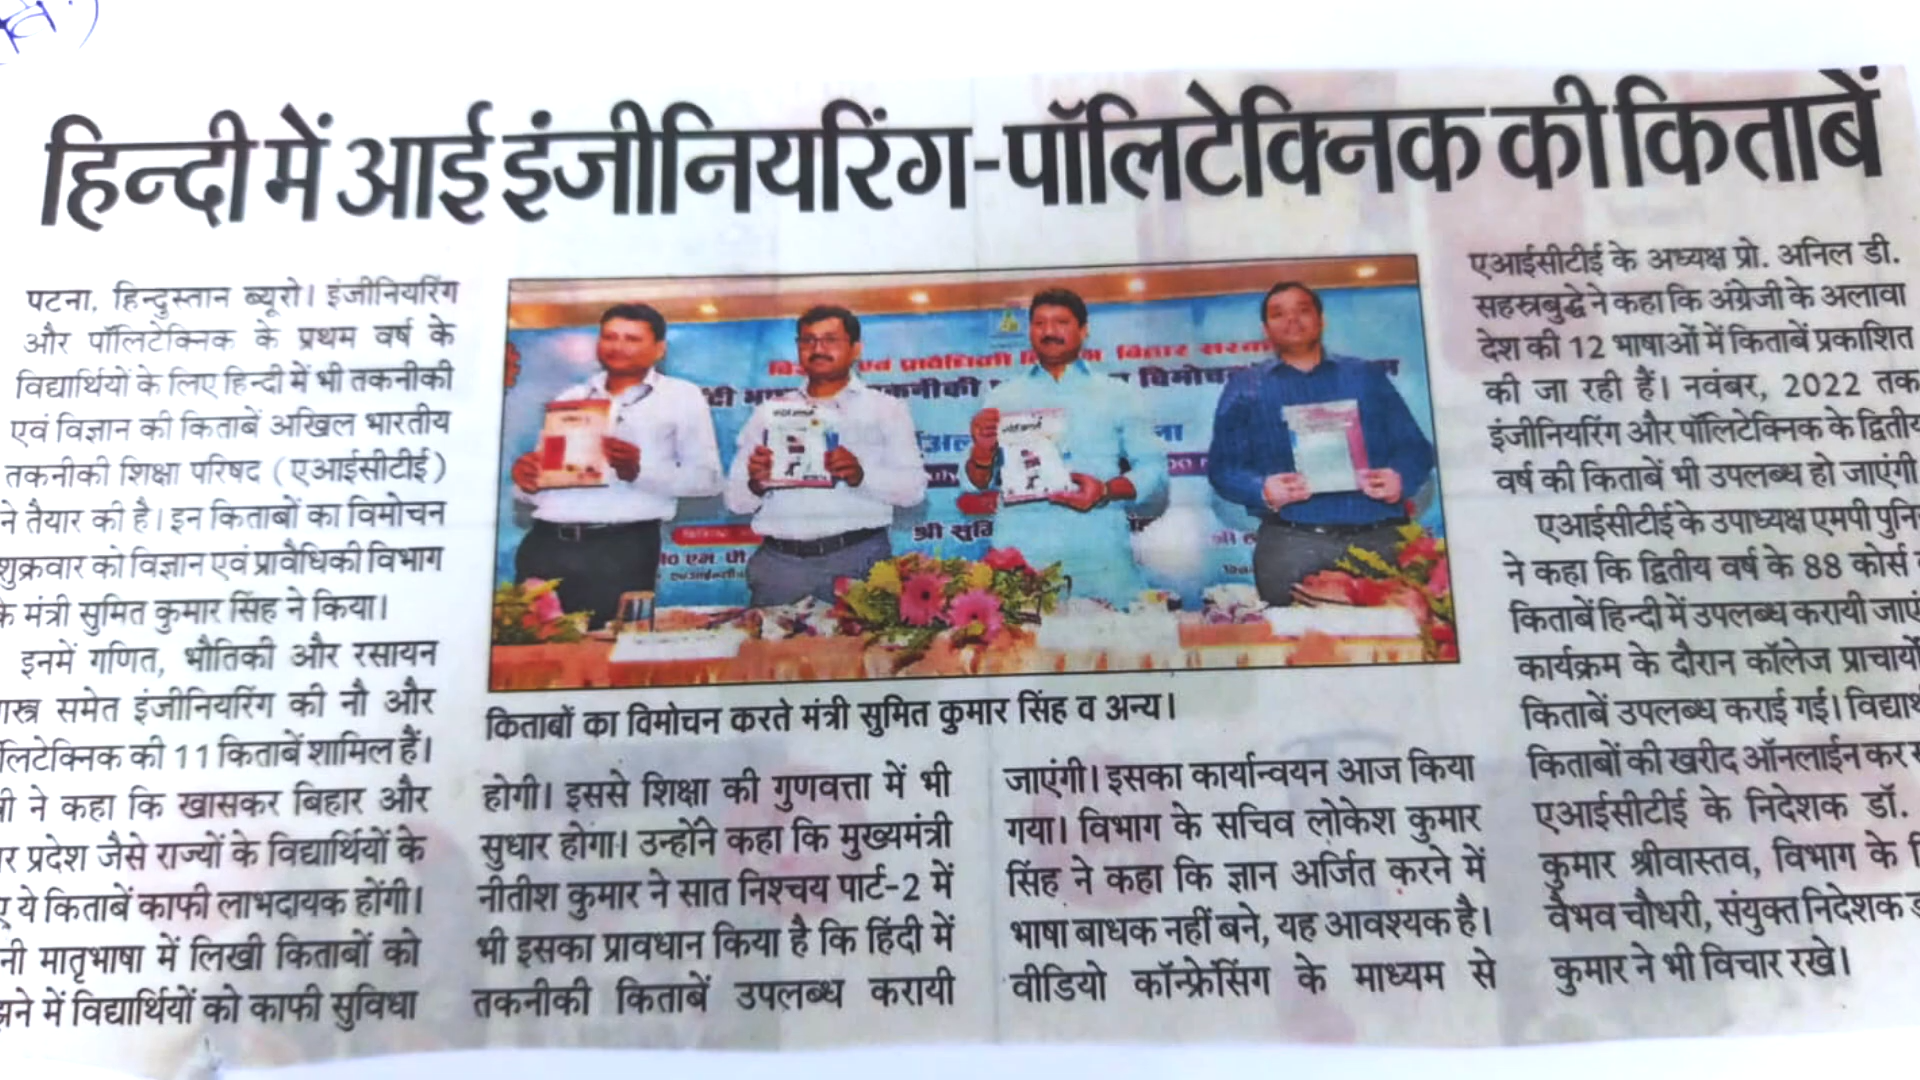 हिन्दी में आई इंजीनियरिंग-पॉलिटेक्निक की किताबें
पटना, हिन्दुस्तान ब्यूरो। इंजीनियरिंग
और पॉलिटेक्निक के प्रथम वर्ष के
विद्यार्थियों के लिए हिन्दी में भी तकनीकी
एवं विज्ञान की किताबें अखिल भारतीय
तकनीकी शिक्षा परिषद (एआईसीटीई)
ने तैयार की है। इन किताबों का विमोचन
शुक्रवार को विज्ञान एवं प्रावैधिकी विभाग
के मंत्री सुमित कुमार सिंह ने किया।
इनमें गणित, भौतिकी और रसायन
समेत इंजीनियरिंग की नौ और
की 11 किताबें शामिल हैं।
ने कहा कि खासकर बिहार और
प्रदेश जैसे राज्यों के विद्यार्थियों के
ये किताबें काफी लाभदायक होंगी।
मातृभाषा में लिखी किताबों को
में विद्यार्थियों को काफी सुविधा
किताबों का विमोचन करते मंत्री सुमित कुमार सिंह व अन्य।
होगी। इससे शिक्षा की गुणवत्ता में भी
सुधार होगा। उन्होंने कहा कि मुख्यमंत्री
नीतीश कुमार ने सात निश्चय पार्ट-2 में
भी इसका प्रावधान किया है कि हिंदी में
तकनीकी किताबें उपलब्ध करायी
जाएंगी। इसका कार्यान्वयन आज किया
गया। विभाग के सचिव लोकेश कुमार
सिंह ने कहा कि ज्ञान अर्जित करने में
भाषा बाधक नहीं बने, यह आवश्यक है।
वीडियो कॉन्फ्रेंसिंग के माध्यम से
एआईसीटीई के अध्यक्ष प्रो. अनिल डी.
सहस्त्रबुद्धे ने कहा कि अंग्रेजी के अलावा
देश की 12 भाषाओं में किताबें प्रकाशित
की जा रही हैं। नवंबर, 2022 तक
इंजीनियरिंग और पॉलिटेक्निक के द्वितीय
वर्ष की किताबें भी उपलब्ध हो जाएंगी
एआईसीटीई के उपाध्यक्ष एमपी
ने कहा कि द्वितीय वर्ष के 88 कोर्स
किताबें हिन्दी में उपलब्ध करायी
कार्यक्रम के दौरान कॉलेज प्राचार्यों
किताबें उपलब्ध कराई गई।
किताबों की खरीद ऑनलाईन कर
एआईसीटीई के निदेशक डॉ.
कुमार श्रीवास्तव, विभाग के
वैभव चौधरी, संयुक्त निदेशक
कुमार ने भी विचार रखे।